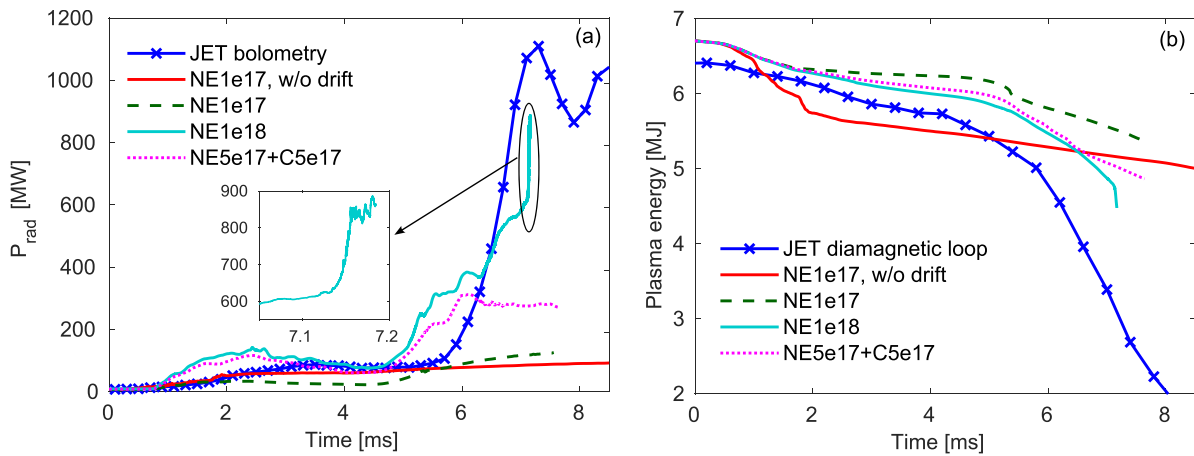 (a)
1200
1000
800
600
400
200
0
P_rad [MW]
JET bolometry
NE1e17, w/o drift
NE1e17
NE1e18
NE5e17+C5e17
900
800
700
600
7.1
7.2
0
2
4
6
8
Time [ms]
(b)
7
6
5
4
3
2
Plasma energy [MJ]
JET diamagnetic loop
NE1e17, w/o drift
NE1e17
NE1e18
NE5e17+C5e17
0
2
4
6
8
Time [ms]